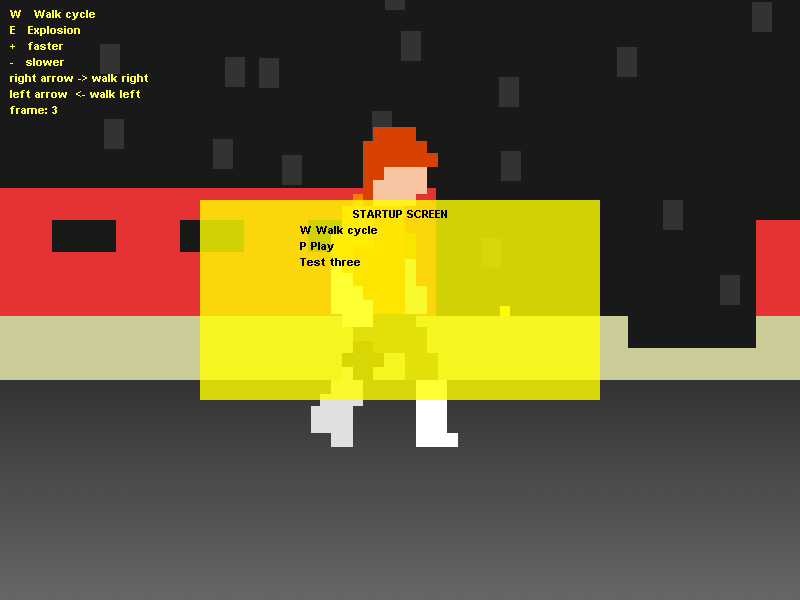 W Walk cycle
E Explosion
+ faster
- slower
right arrow -> walk right
left arrow <- walk left
frame: 3
STARTUP SCREEN
W Walk cycle
P Play
Test three